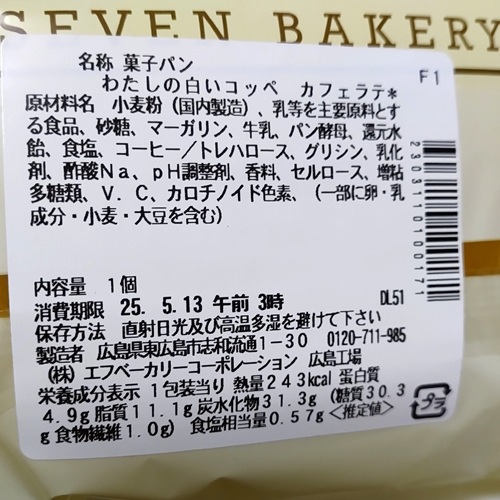 SEVEN BAKERY
名称 菓子パン
F1
わたしの白いコッペ カフェラテ*
原材料名 小麦粉(国内製造)、乳等を主要原料とす
る食品、砂糖、マーガリン、牛乳、パン酵母、還元水
飴、食塩、コーヒー/トレハロース、グリシン、乳化
剤、酢酸Na、pH調整剤、香料、セルロース、増粘
多糖類、V.C、カロチノイド色素、(一部に卵・乳
成分・小麦・大豆を含む)
2303110100171
内容量 1個
消費期限 25. 5.13 午前 3時
DL51
保存方法 直射日光及び高温多湿を避けて下さい
製造者 広島県東広島市志和流通1-30 0120-711-985
(株)エフベーカリーコーポレーション 広島工場
栄養成分表示 1包装当り 熱量243kcal 蛋白質
4.9g 脂質11.1g 炭水化物31.3g (糖質30.3
g 食物繊維1.0g) 食塩相当量0.57g <推定値>
プラ